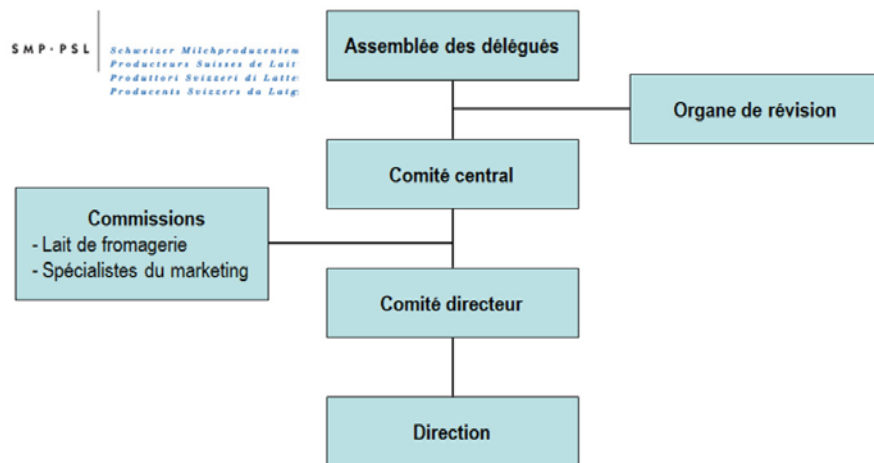 SMP·PSL
Schweizer Milchproduzenten
Producteurs Suisses de Lait
Produttori Svizzeri di Latte
Producents Svizzers da Latg
Assemblée des délégués
Organe de révision
Comité central
Commissions
- Lait de fromagerie
- Spécialistes du marketing
Comité directeur
Direction